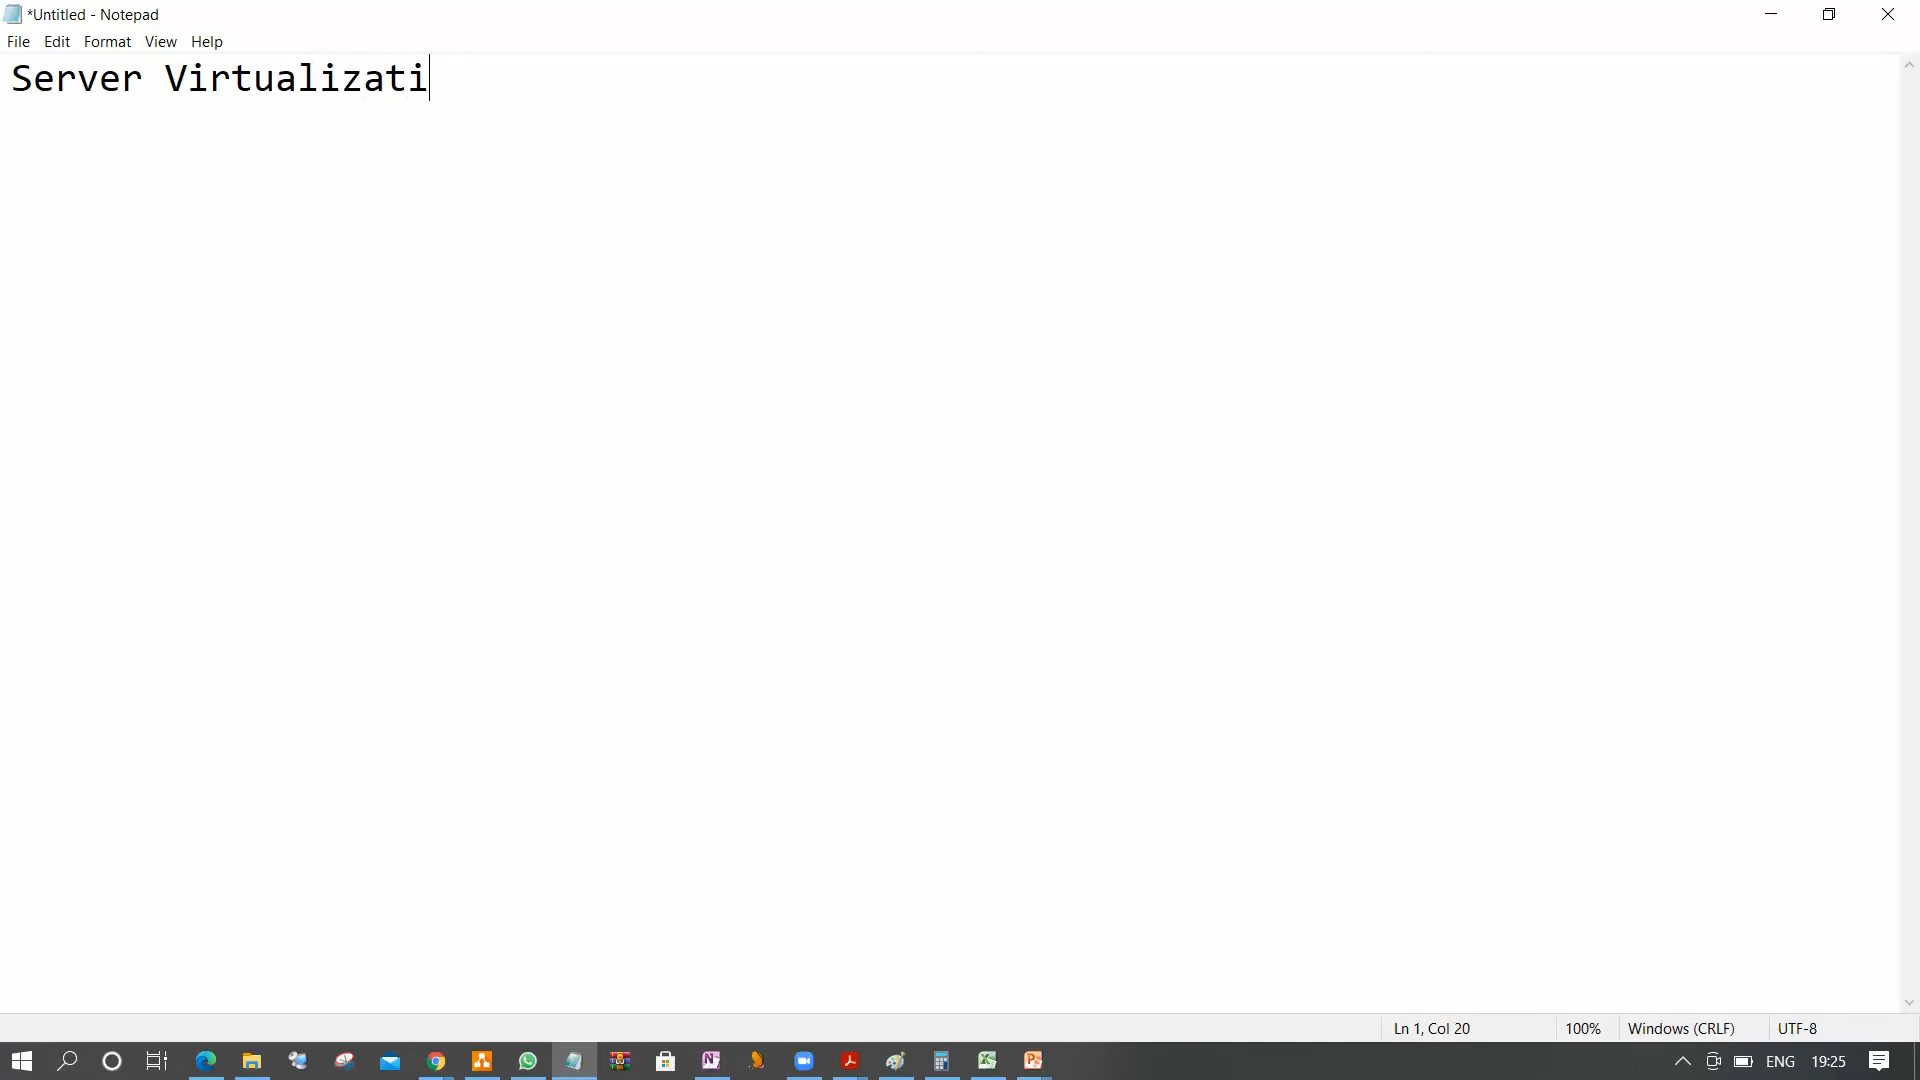 *Untitled - Notepad
File Edit Format View Help
Server Virtualizati
Ln 1, Col 20 100% Windows (CRLF) UTF-8
ENG 19:25